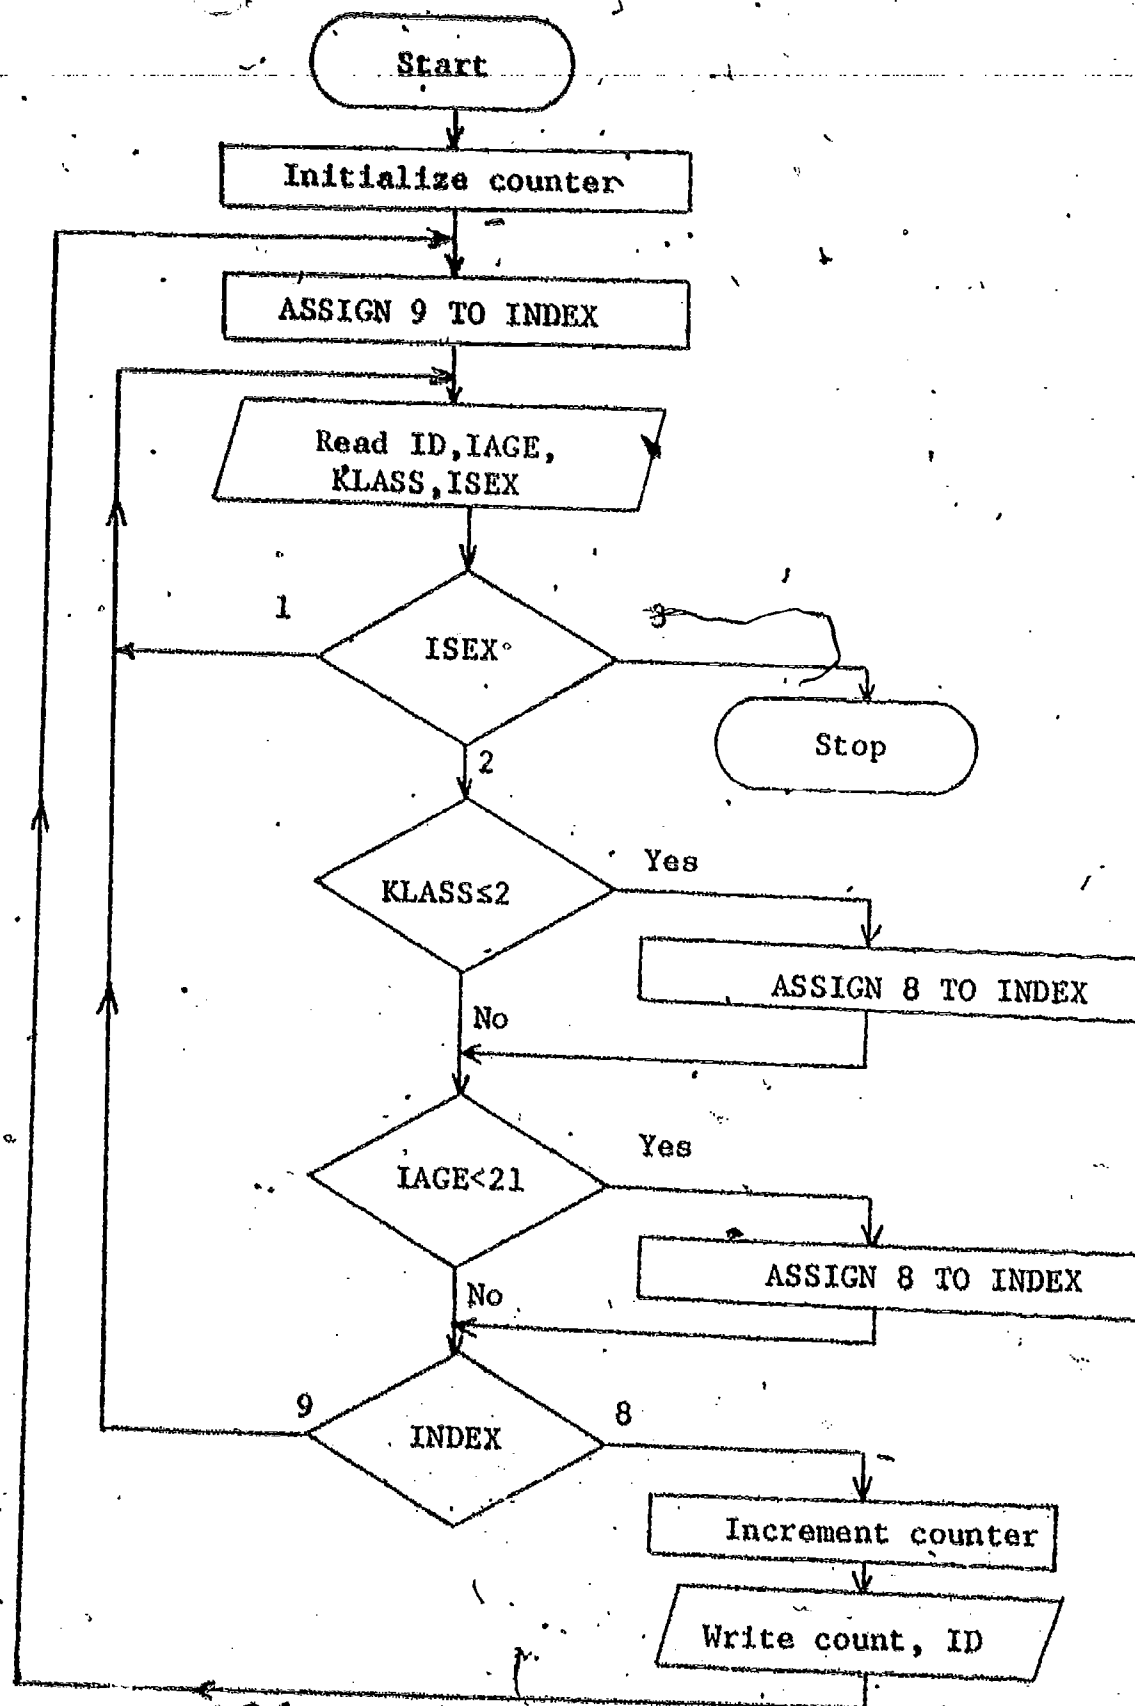 Start
Initialize counter
ASSIGN 9 TO INDEX
Read ID,IAGE,
KLASS,ISEX
1
ISEX
3
Stop
2
KLASS≤2
Yes
ASSIGN 8 TO INDEX
No
IAGE<21
Yes
ASSIGN 8 TO INDEX
No
9
INDEX
8
Increment counter
Write count, ID